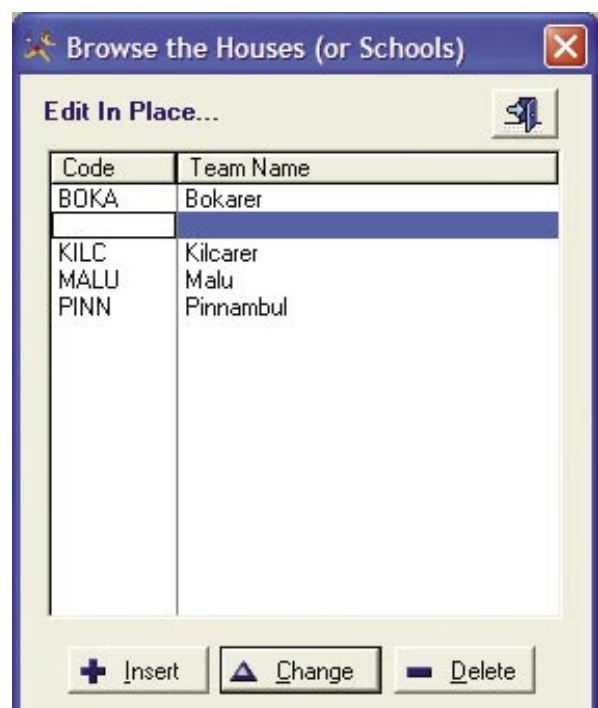 Browse the Houses (or Schools)
Edit In Place...
Code Team Name
BOKA Bokarer
KILC Kilcarer
MALU Malu
PINN Pinnambul
Insert Change Delete